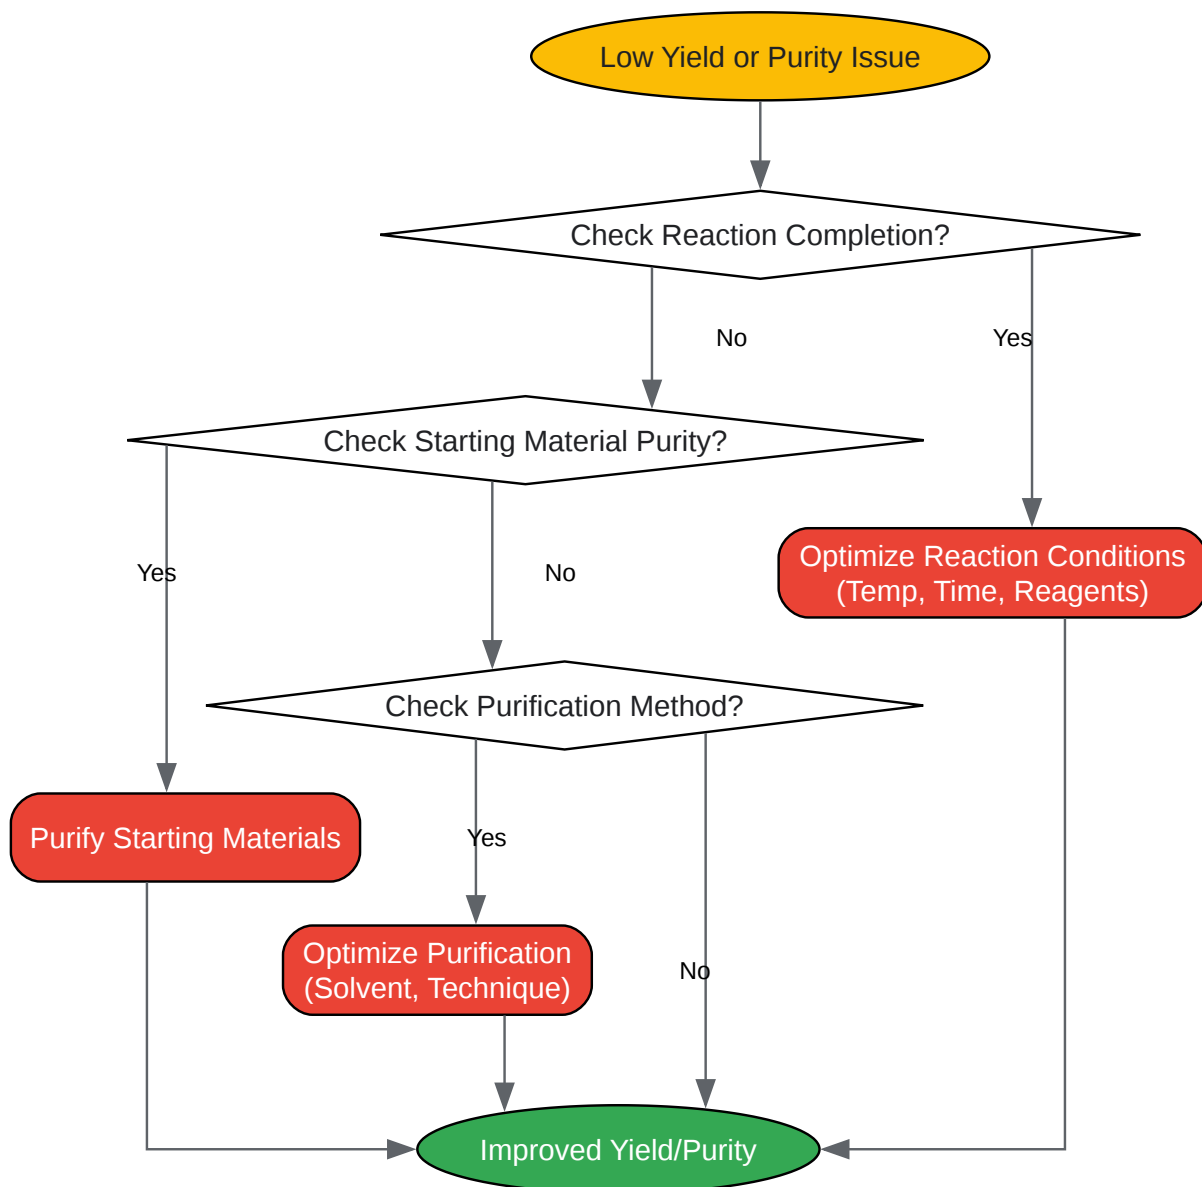 Low Yield or Purity Issue
Check Reaction Completion?
No
Yes
Check Starting Material Purity?
Yes
No
Optimize Reaction Conditions
(Temp, Time, Reagents)
Check Purification Method?
Purify Starting Materials
Yes
Optimize Purification
(Solvent, Technique)
No
Improved Yield/Purity